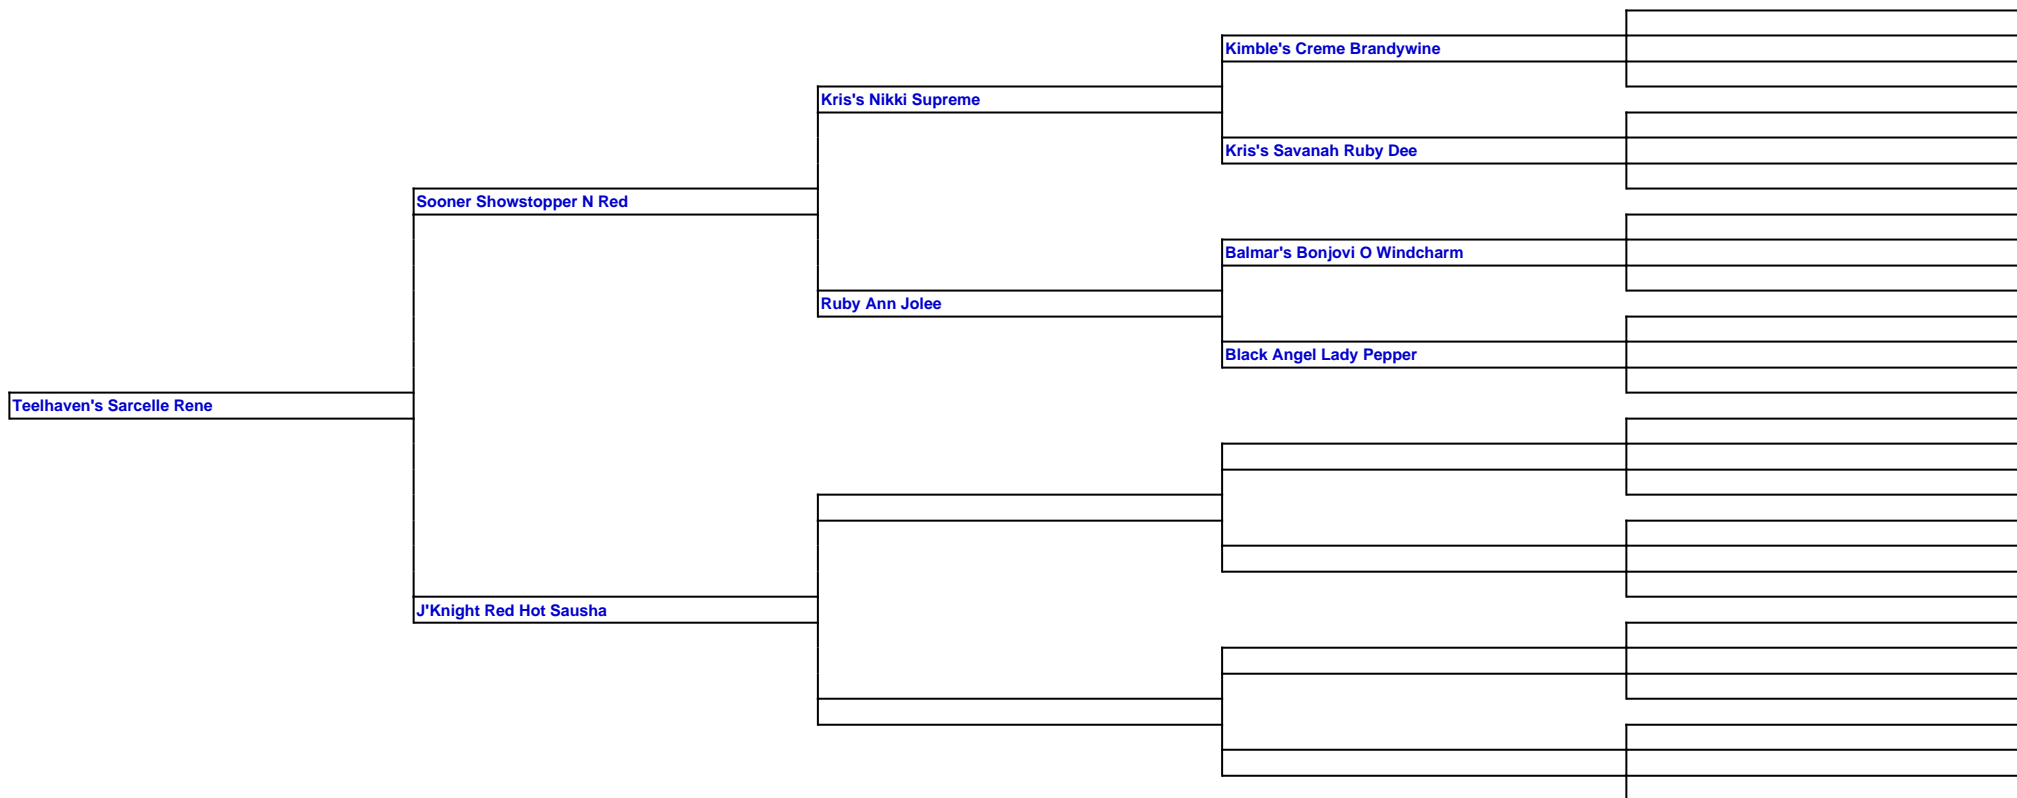 Kimble's Creme Brandywine
Kris's Nikki Supreme
Kris's Savanah Ruby Dee
Sooner Showstopper N Red
Balmar's Bonjovi O Windcharm
Ruby Ann Jolee
Black Angel Lady Pepper
Teelhaven's Sarcelle Rene
J'Knight Red Hot Sausha